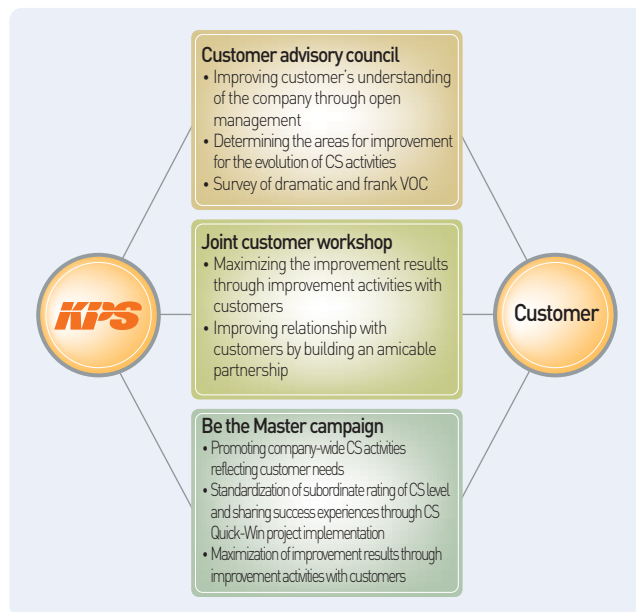 Customer advisory council
• Improving customer's understanding
of the company through open
management
• Determining the areas for improvement
for the evolution of CS activities
• Survey of dramatic and frank VOC
Joint customer workshop
• Maximizing the improvement results
through improvement activities with
customers
• Improving relationship with
customers by building an amicable
partnership
KPS
Customer
Be the Master campaign
• Promoting company-wide CS activities
reflecting customer needs
• Standardization of subordinate rating of CS level
and sharing success experiences through CS
Quick-Win project implementation
• Maximization of improvement results through
improvement activities with customers